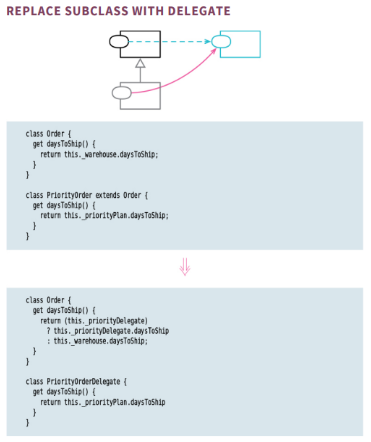 REPLACE SUBCLASS WITH DELEGATE
class Order {
  get daysToShip() {
    return this._warehouse.daysToShip;
  }
}
class PriorityOrder extends Order {
  get daysToShip() {
    return this._priorityPlan.daysToShip;
  }
}
class Order {
  get daysToShip() {
    return (this._priorityDelegate)
      ? this._priorityDelegate.daysToShip
      : this._warehouse.daysToShip;
  }
}
class PriorityOrderDelegate {
  get daysToShip() {
    return this._priorityPlan.daysToShip
  }
}